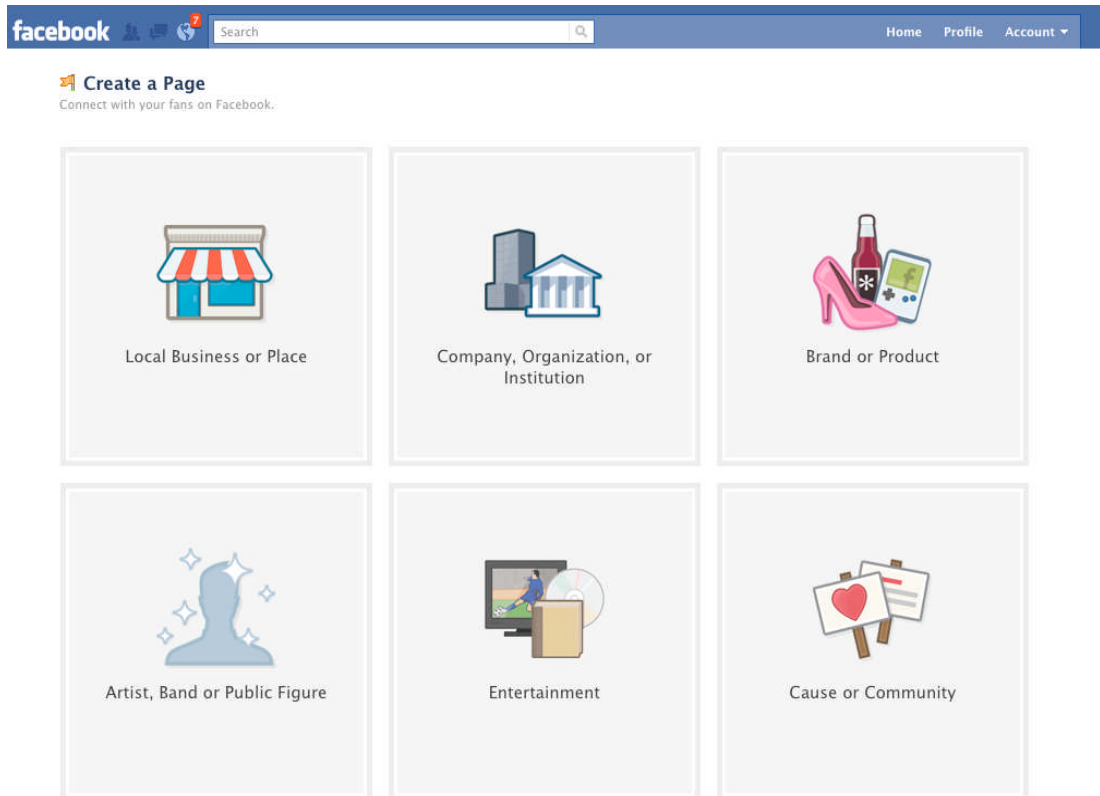 facebook
7
Search
Home Profile Account
Create a Page
Connect with your fans on Facebook.
Local Business or Place
Company, Organization, or
Institution
Brand or Product
Artist, Band or Public Figure
Entertainment
Cause or Community